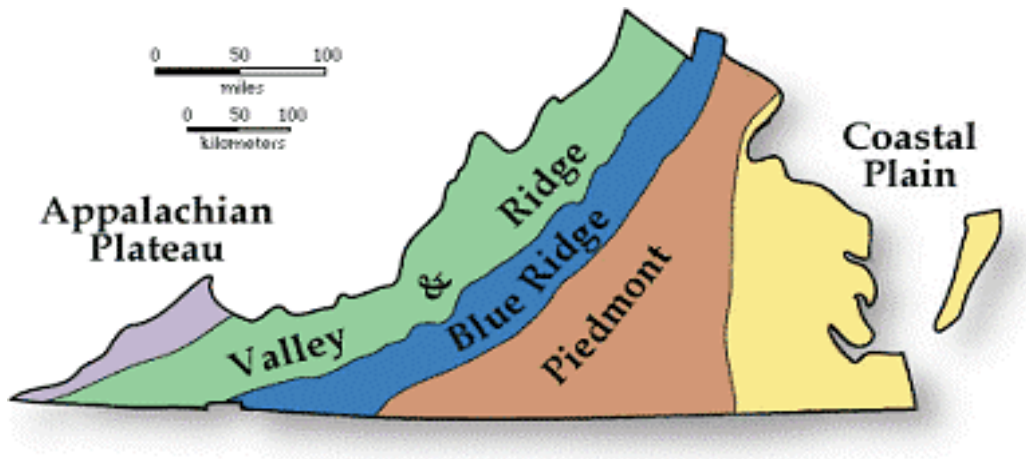 0 50 100
miles
0 50 100
kilometers
Appalachian
Plateau
Valley & Ridge
Blue Ridge
Piedmont
Coastal
Plain